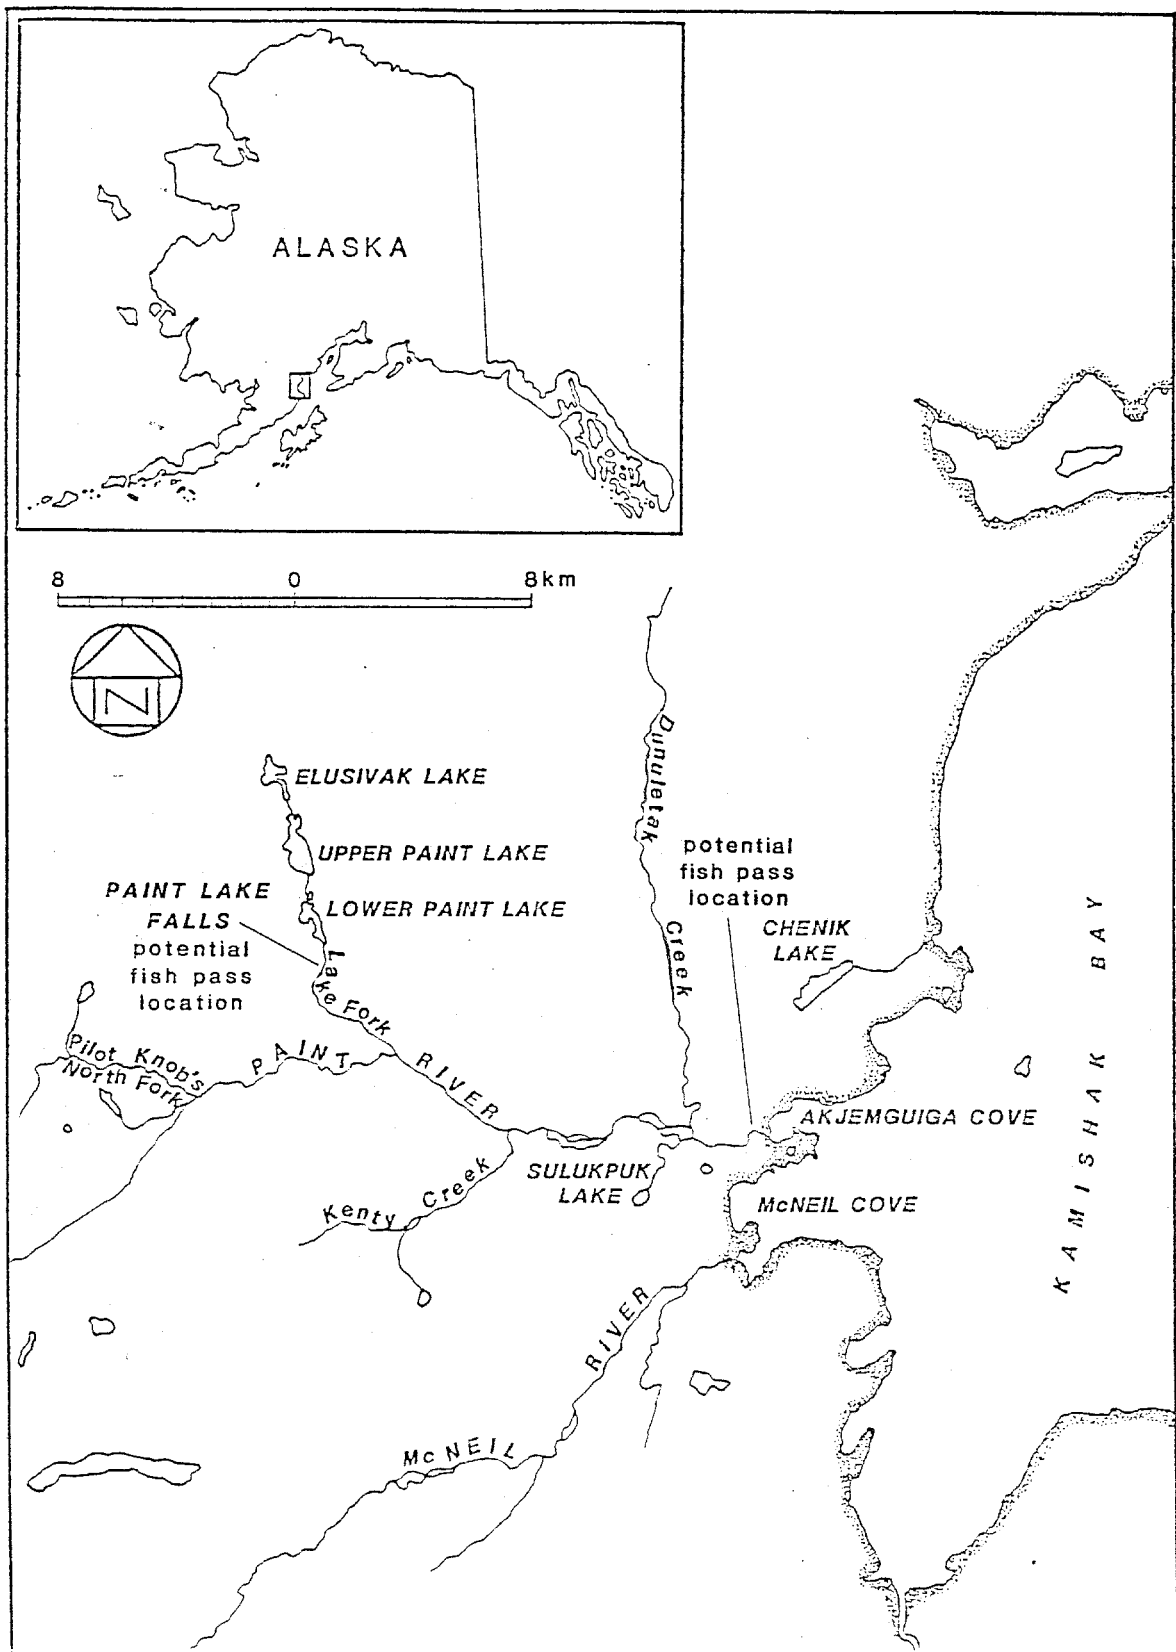 ALASKA
8 0 8km
N
ELUSIVAK LAKE
UPPER PAINT LAKE
LOWER PAINT LAKE
PAINT LAKE
FALLS
potential
fish pass
location
Lake Fork
Dunuletak
Creek
potential
fish pass
location
CHENIK
LAKE
Pilot Knob's
North Fork
PAINT RIVER
AKJEMGUIGA COVE
SULUKPUK
LAKE
Kenty Creek
McNEIL COVE
KAMISHAK BAY
McNEIL RIVER